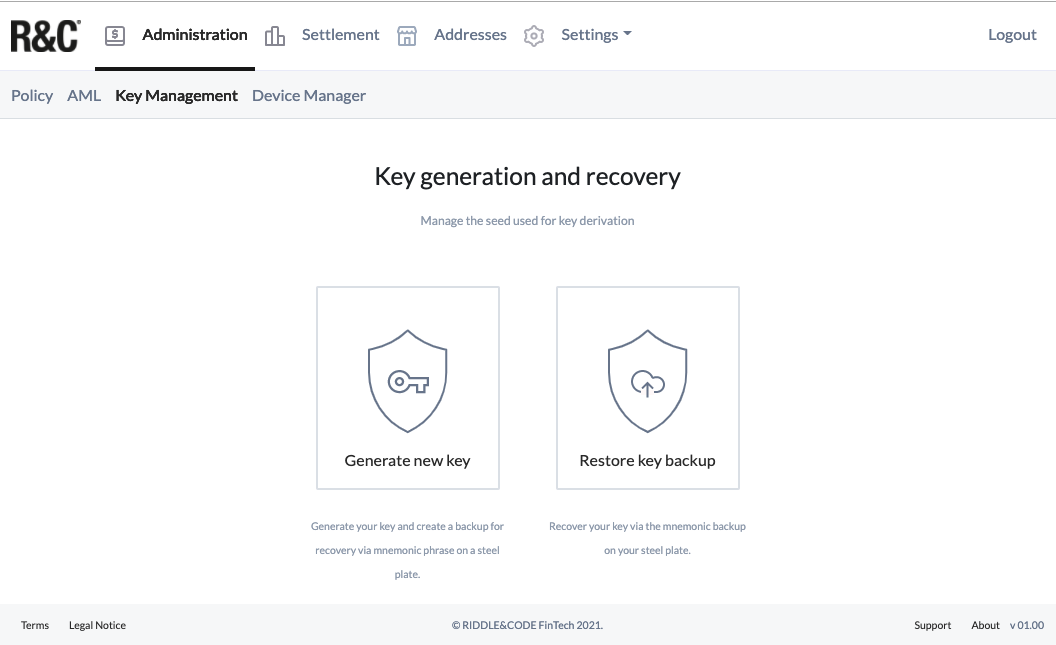 R&C® Administration Settlement Addresses Settings Logout
Policy AML Key Management Device Manager
Key generation and recovery
Manage the seed used for key derivation
Generate new key
Restore key backup
Generate your key and create a backup for
recovery via mnemonic phrase on a steel
plate.
Recover your key via the mnemonic backup
on your steel plate.
Terms Legal Notice © RIDDLE&CODE FinTech 2021. Support About v 01.00